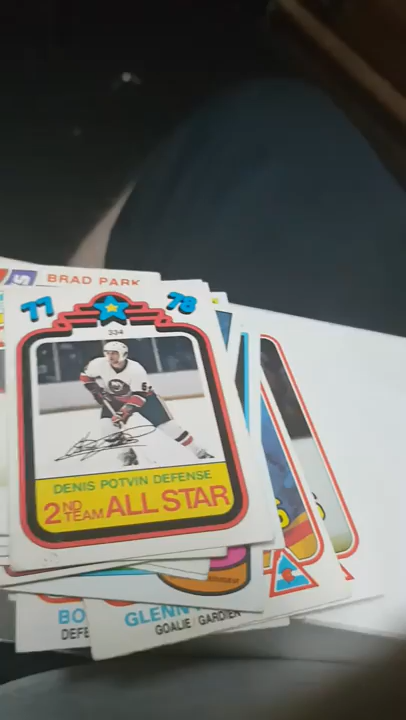 BRAD PARK
77 78
334
DENIS POTVIN DEFENSE
2ND TEAM ALL STAR
BO
DEFE
GLENN
GOALIE GARDIEN